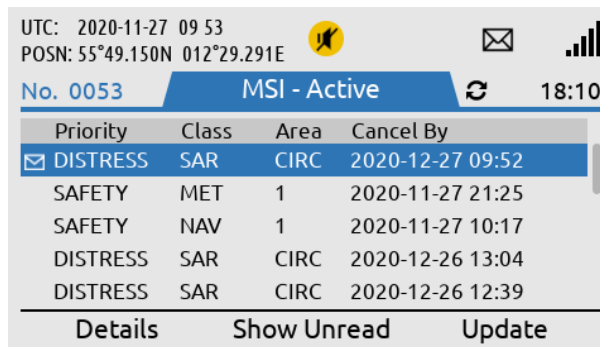 UTC: 2020-11-27 09 53
POSN: 55°49.150N 012°29.291E
No. 0053 MSI - Active 18:10
Priority Class Area Cancel By
DISTRESS SAR CIRC 2020-12-27 09:52
SAFETY MET 1 2020-11-27 21:25
SAFETY NAV 1 2020-11-27 10:17
DISTRESS SAR CIRC 2020-12-26 13:04
DISTRESS SAR CIRC 2020-12-26 12:39
Details Show Unread Update